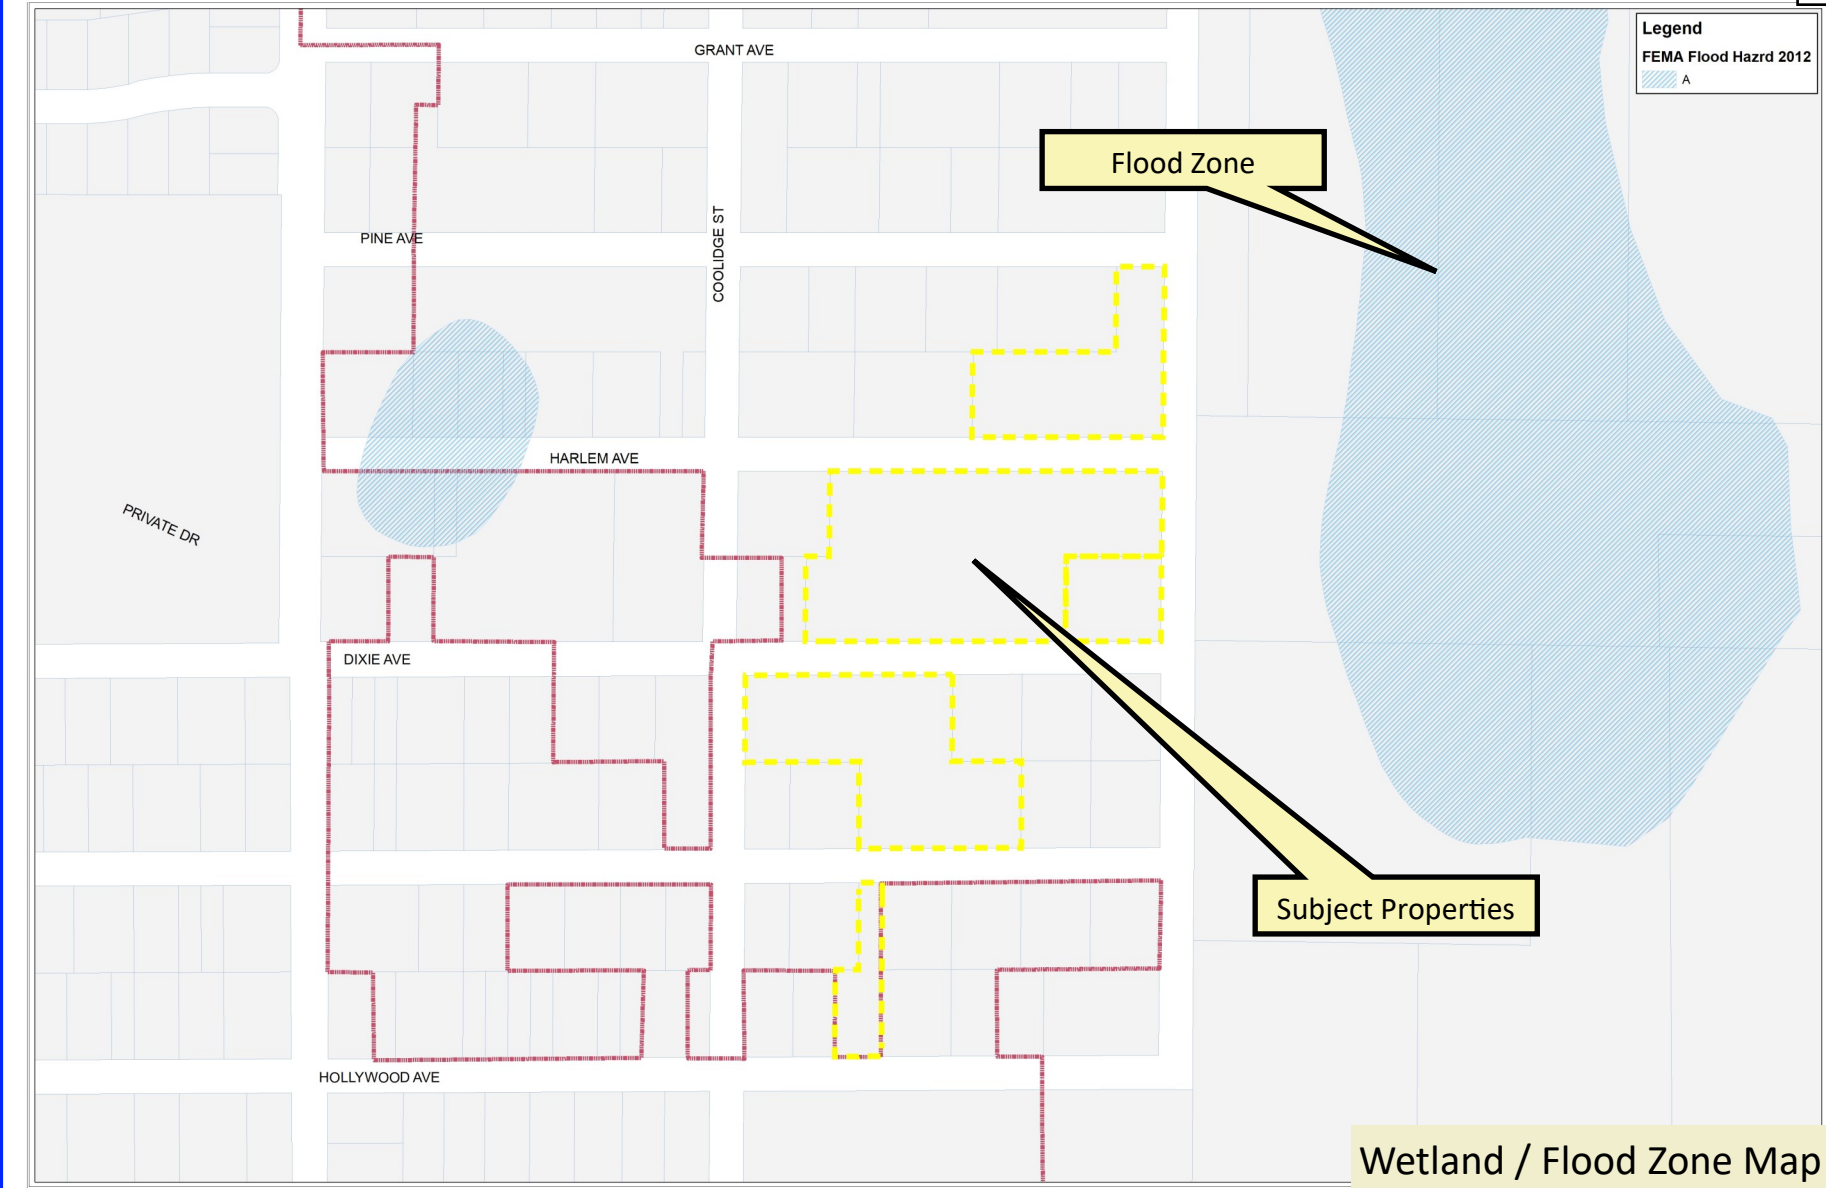 GRANT AVE
Legend
FEMA Flood Hazrd 2012
A
Flood Zone
PINE AVE
COOLIDGE ST
HARLEM AVE
PRIVATE DR
DIXIE AVE
Subject Properties
HOLLYWOOD AVE
Wetland / Flood Zone Map